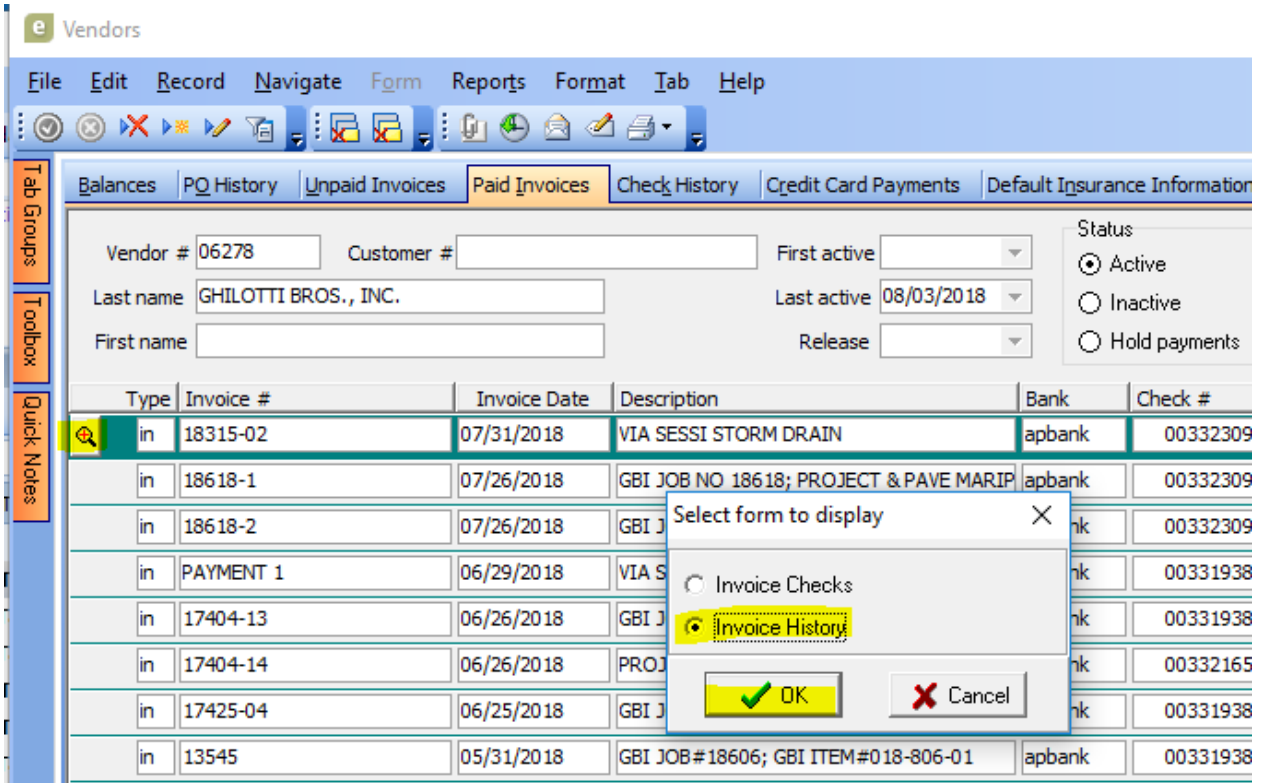 e Vendors
File Edit Record Navigate Form Reports Format Tab Help
Tab Groups
Toolbox
Quick Notes
Balances PO History Unpaid Invoices Paid Invoices Check History Credit Card Payments Default Insurance Information
Vendor # 06278 Customer # First active Status
Active
Last name GHILOTTI BROS., INC. Last active 08/03/2018 Inactive
First name Release Hold payments
Type Invoice # Invoice Date Description Bank Check #
in 18315-02 07/31/2018 VIA SESSI STORM DRAIN apbank 00332309
in 18618-1 07/26/2018 GBI JOB NO 18618; PROJECT & PAVE MARIP apbank 00332309
in 18618-2 07/26/2018 GBI J nk 00332309
in PAYMENT 1 06/29/2018 VIA S nk 00331938
in 17404-13 06/26/2018 GBI J nk 00331938
in 17404-14 06/26/2018 PROJ nk 00332165
in 17425-04 06/25/2018 GBI J nk 00331938
in 13545 05/31/2018 GBI JOB#18606; GBI ITEM#018-806-01 apbank 00331938
Select form to display
Invoice Checks
Invoice History
OK Cancel